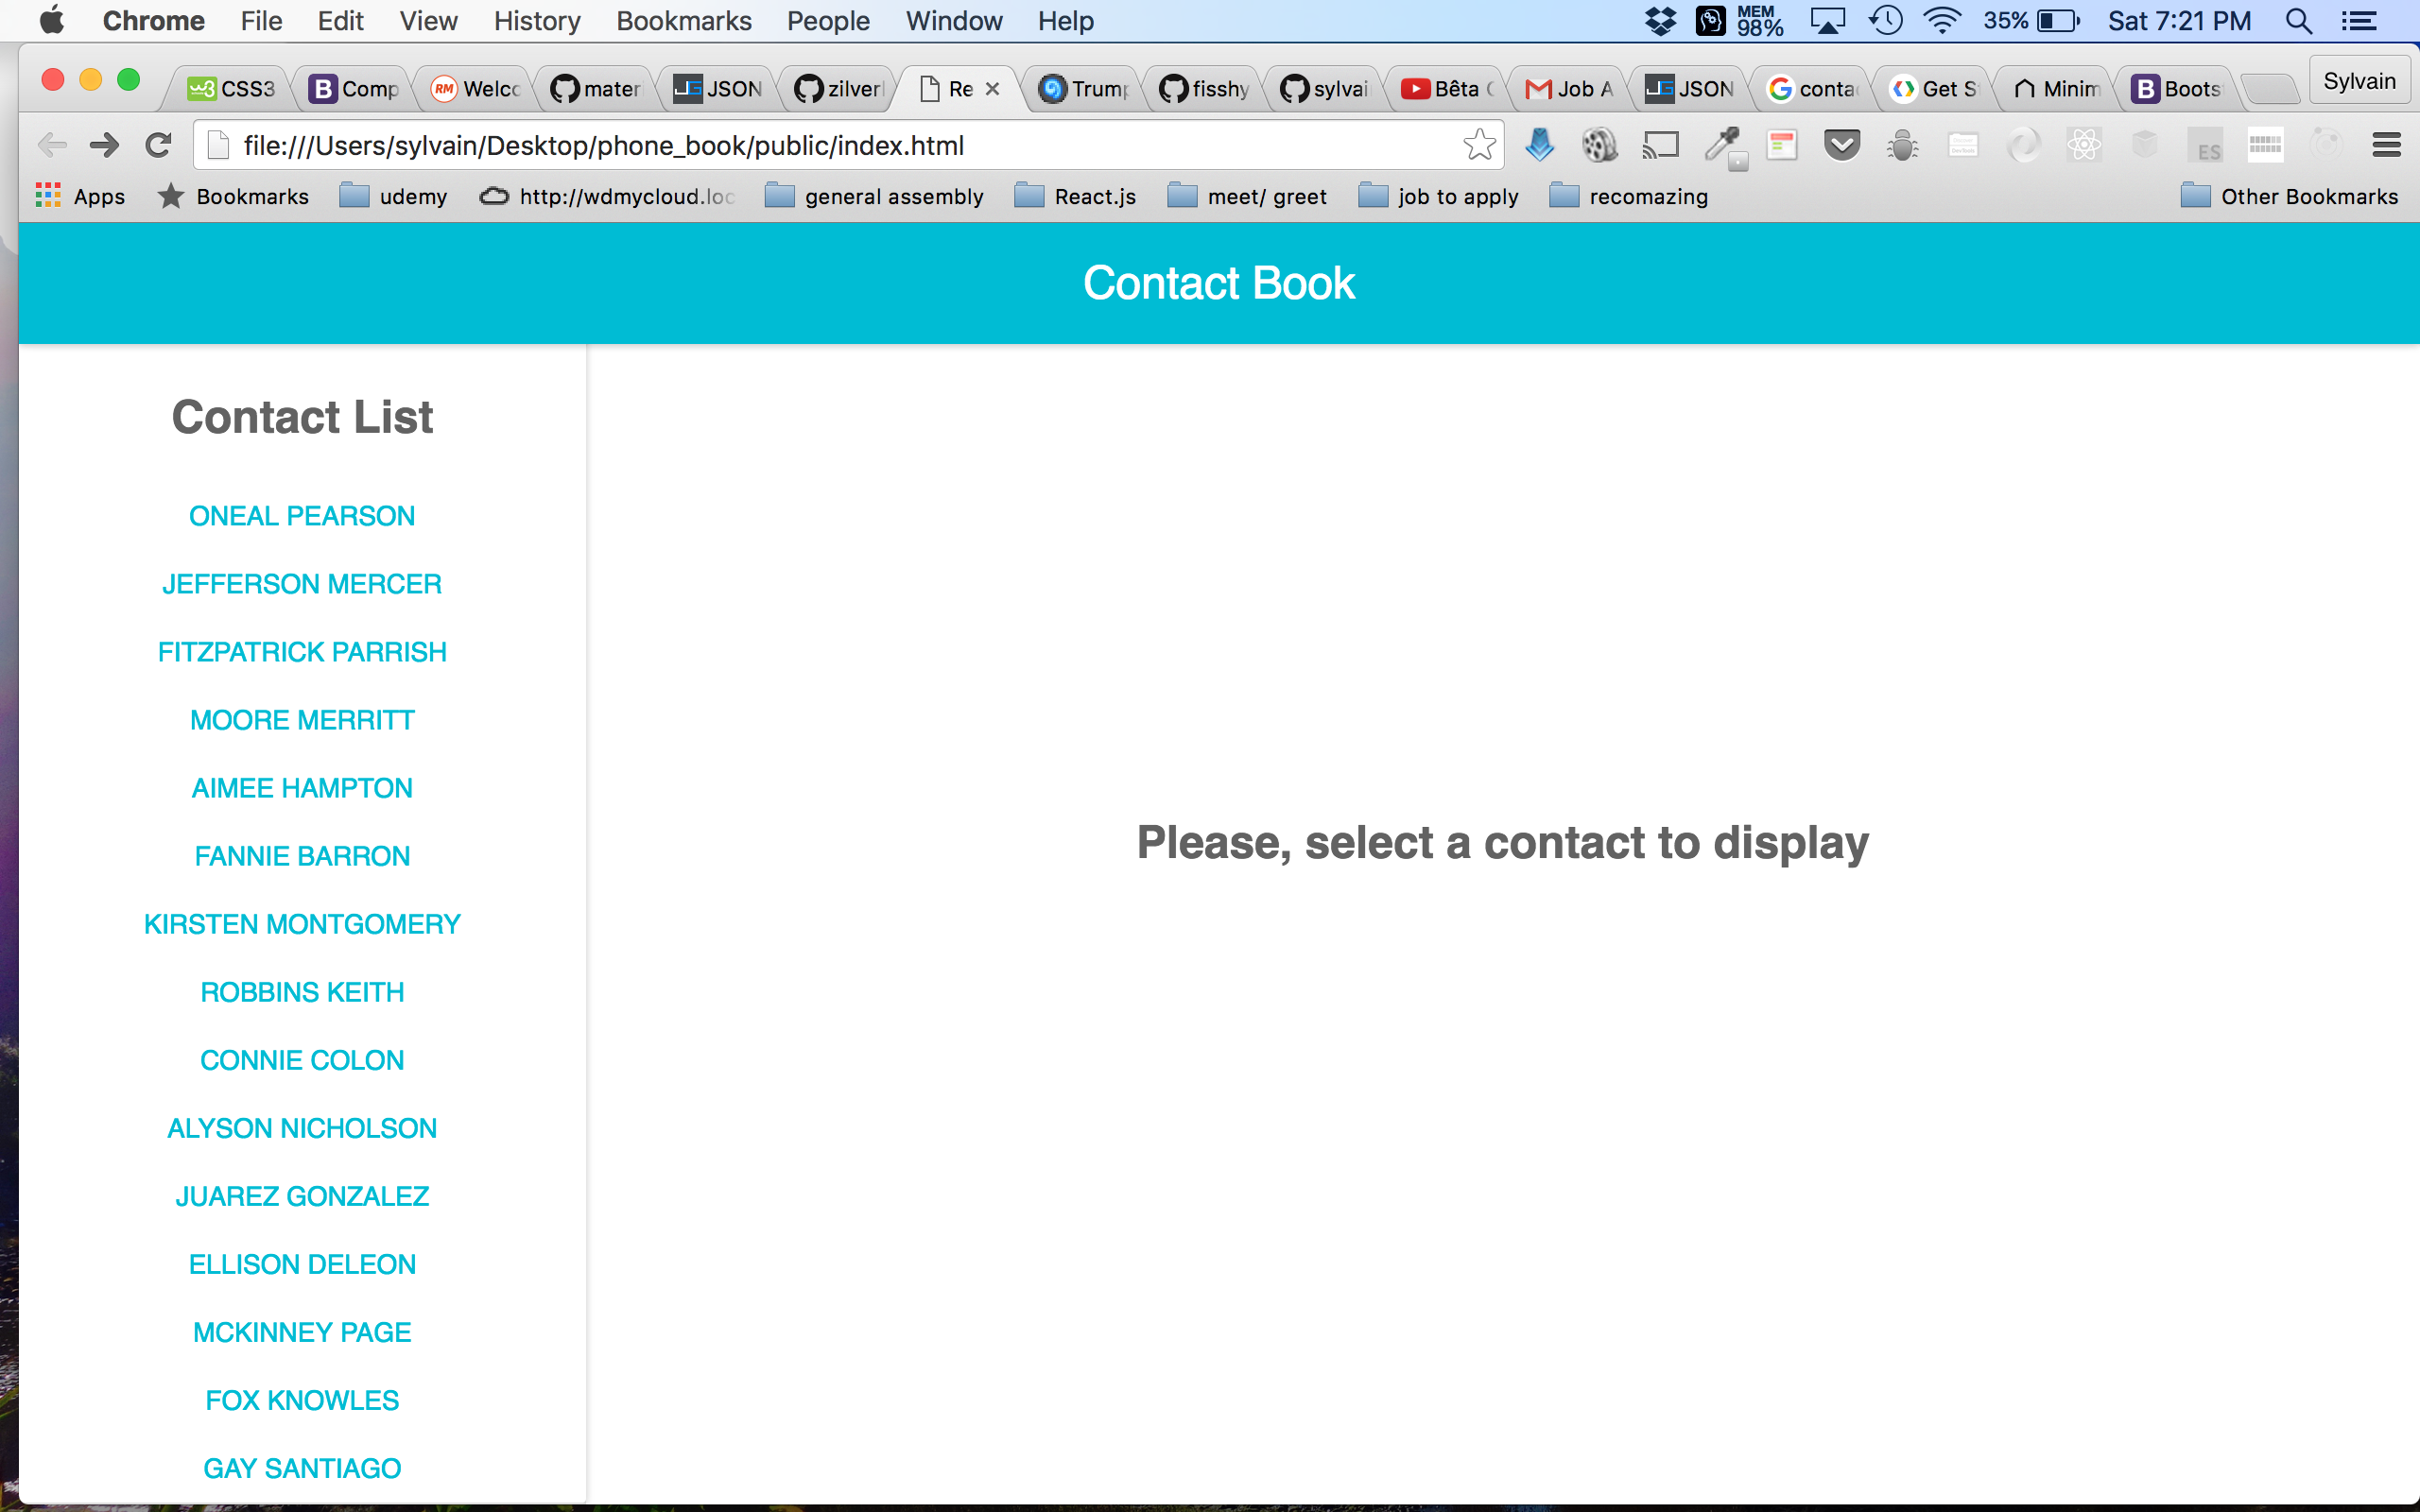 Chrome File Edit View History Bookmarks People Window Help MEM 98% 35% Sat 7:21 PM
CSS3 B Comp RM Welcc mater JG JSON zilverl Re Trump fisshy sylvai Bêta Job A JG JSON G conta Get S Minim B Boots Sylvain
file:///Users/sylvain/Desktop/phone_book/public/index.html ES
Apps Bookmarks udemy http://wdmycloud.loc general assembly React.js meet/ greet job to apply recomazing Other Bookmarks
Contact Book
Contact List
ONEAL PEARSON
JEFFERSON MERCER
FITZPATRICK PARRISH
MOORE MERRITT
AIMEE HAMPTON
FANNIE BARRON
Please, select a contact to display
KIRSTEN MONTGOMERY
ROBBINS KEITH
CONNIE COLON
ALYSON NICHOLSON
JUAREZ GONZALEZ
ELLISON DELEON
MCKINNEY PAGE
FOX KNOWLES
GAY SANTIAGO